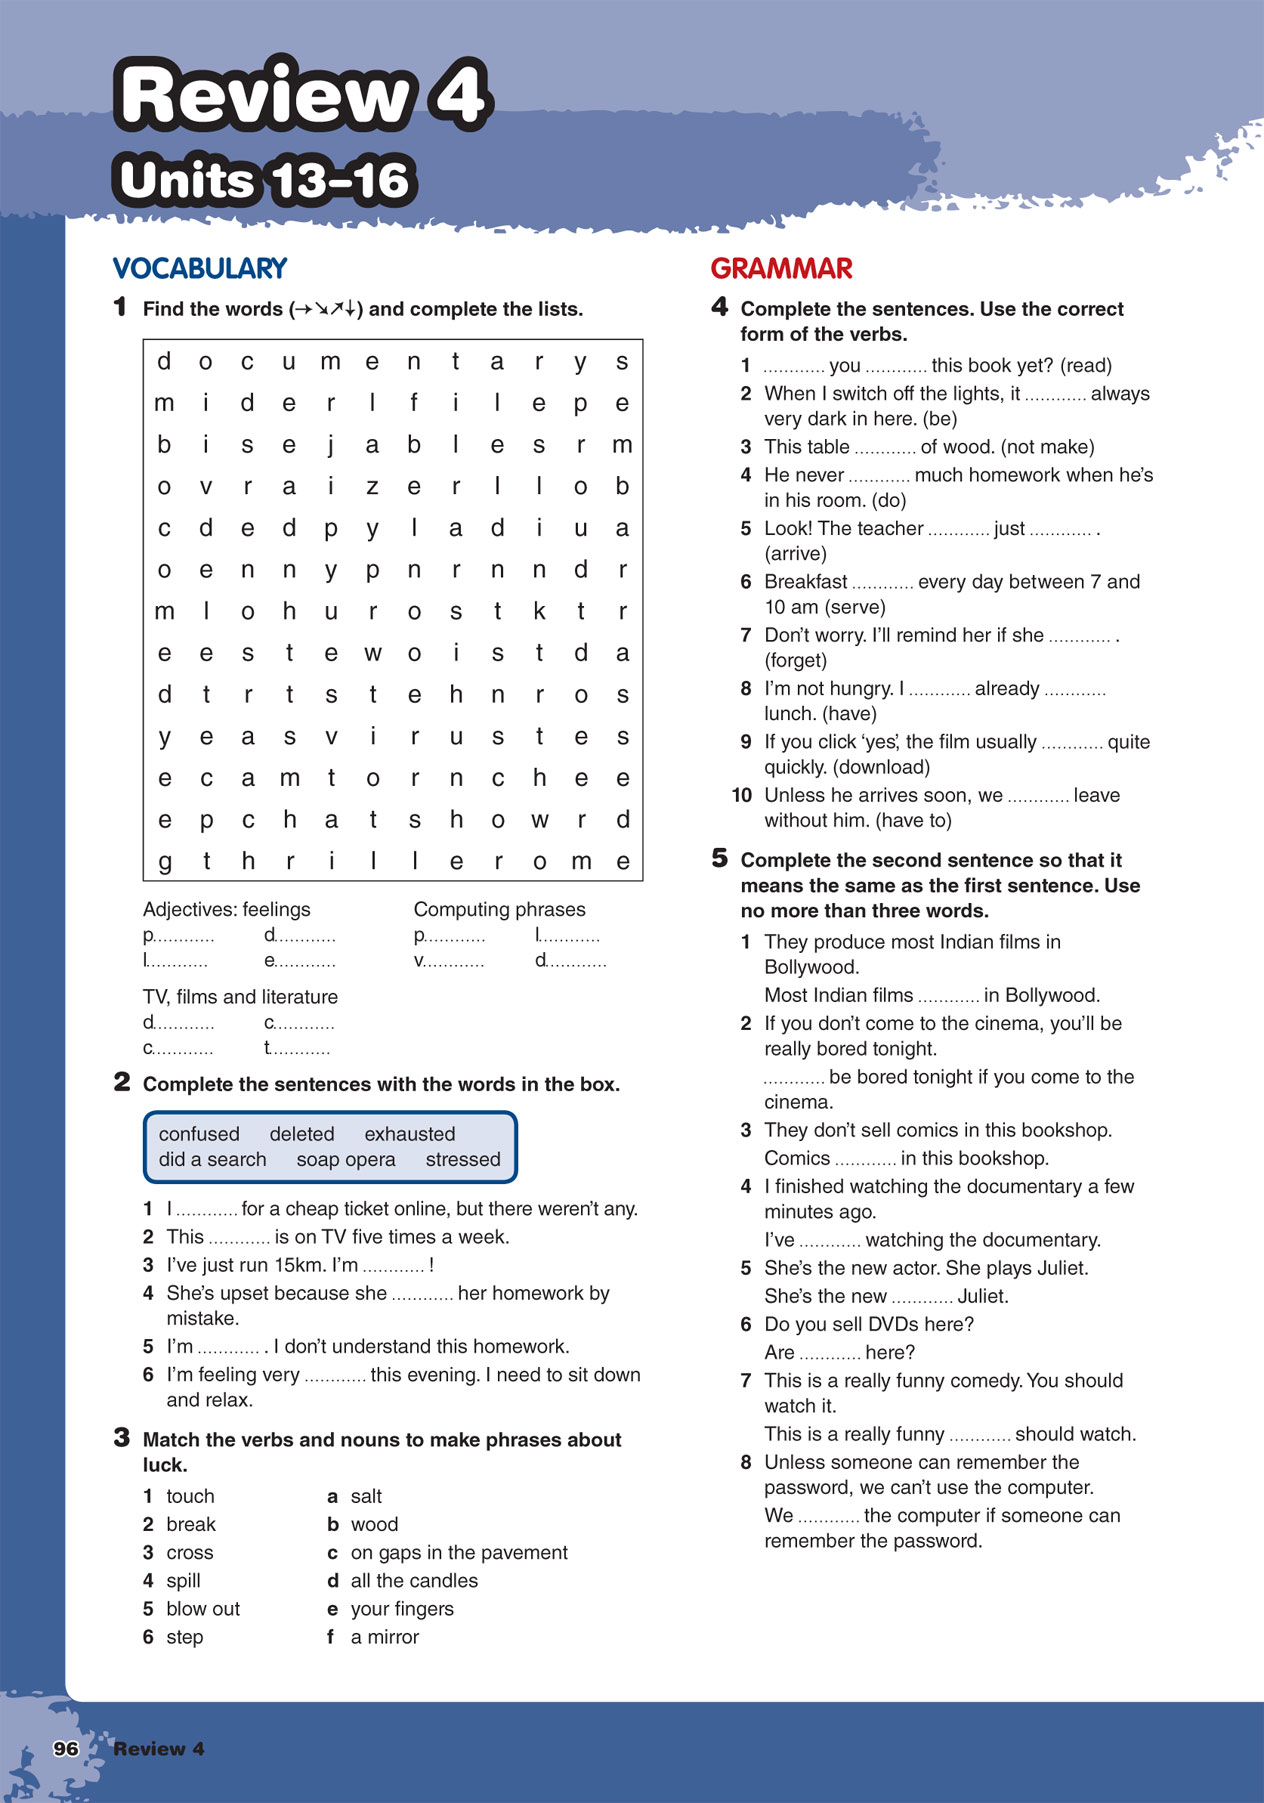 Review 4
Units 13–16
VOCABULARY
1 Find the words (→↘↗↓) and complete the lists.
d o c u m e n t a r y s
m i d e r l f i l e p e
b i s e j a b l e s r m
o v r a i z e r l l o b
c d e d p y l a d i u a
o e n n y p n r n n d r
m l o h u r o s t k t r
e e s t e w o i s t d a
d t r t s t e h n r o s
y e a s v i r u s t e s
e c a m t o r n c h e e
e p c h a t s h o w r d
g t h r i l l e r o m e
Adjectives: feelings
p............ d............
l............ e............
Computing phrases
p............ l............
v............ d............
TV, films and literature
d............ c............
c............ t............
2 Complete the sentences with the words in the box.
confused deleted exhausted
did a search soap opera stressed
1 I ............ for a cheap ticket online, but there weren't any.
2 This ............ is on TV five times a week.
3 I've just run 15km. I'm ............ !
4 She's upset because she ............ her homework by
mistake.
5 I'm ............ . I don't understand this homework.
6 I'm feeling very ............ this evening. I need to sit down
and relax.
3 Match the verbs and nouns to make phrases about
luck.
1 touch a salt
2 break b wood
3 cross c on gaps in the pavement
4 spill d all the candles
5 blow out e your fingers
6 step f a mirror
GRAMMAR
4 Complete the sentences. Use the correct
form of the verbs.
1 ............ you ............ this book yet? (read)
2 When I switch off the lights, it ............ always
very dark in here. (be)
3 This table ............ of wood. (not make)
4 He never ............ much homework when he's
in his room. (do)
5 Look! The teacher ............ just ............ .
(arrive)
6 Breakfast ............ every day between 7 and
10 am (serve)
7 Don't worry. I'll remind her if she ............ .
(forget)
8 I'm not hungry. I ............ already ............
lunch. (have)
9 If you click 'yes', the film usually ............ quite
quickly. (download)
10 Unless he arrives soon, we ............ leave
without him. (have to)
5 Complete the second sentence so that it
means the same as the first sentence. Use
no more than three words.
1 They produce most Indian films in
Bollywood.
Most Indian films ............ in Bollywood.
2 If you don't come to the cinema, you'll be
really bored tonight.
............ be bored tonight if you come to the
cinema.
3 They don't sell comics in this bookshop.
Comics ............ in this bookshop.
4 I finished watching the documentary a few
minutes ago.
I've ............ watching the documentary.
5 She's the new actor. She plays Juliet.
She's the new ............ Juliet.
6 Do you sell DVDs here?
Are ............ here?
7 This is a really funny comedy. You should
watch it.
This is a really funny ............ should watch.
8 Unless someone can remember the
password, we can't use the computer.
We ............ the computer if someone can
remember the password.
96 Review 4